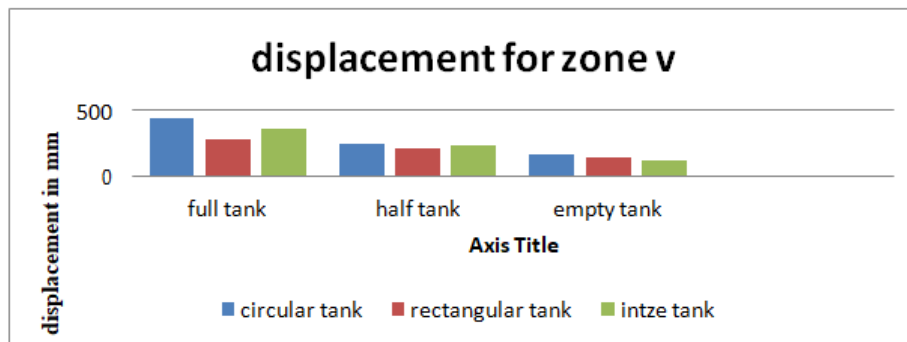 displacement for zone v
displacement in mm
500
0
full tank
half tank
empty tank
Axis Title
circular tank
rectangular tank
intze tank